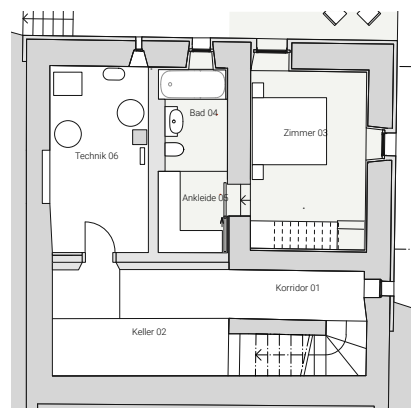 Bad 04
Zimmer 03
Technik 06
Ankleide 05
Korridor 01
Keller 02